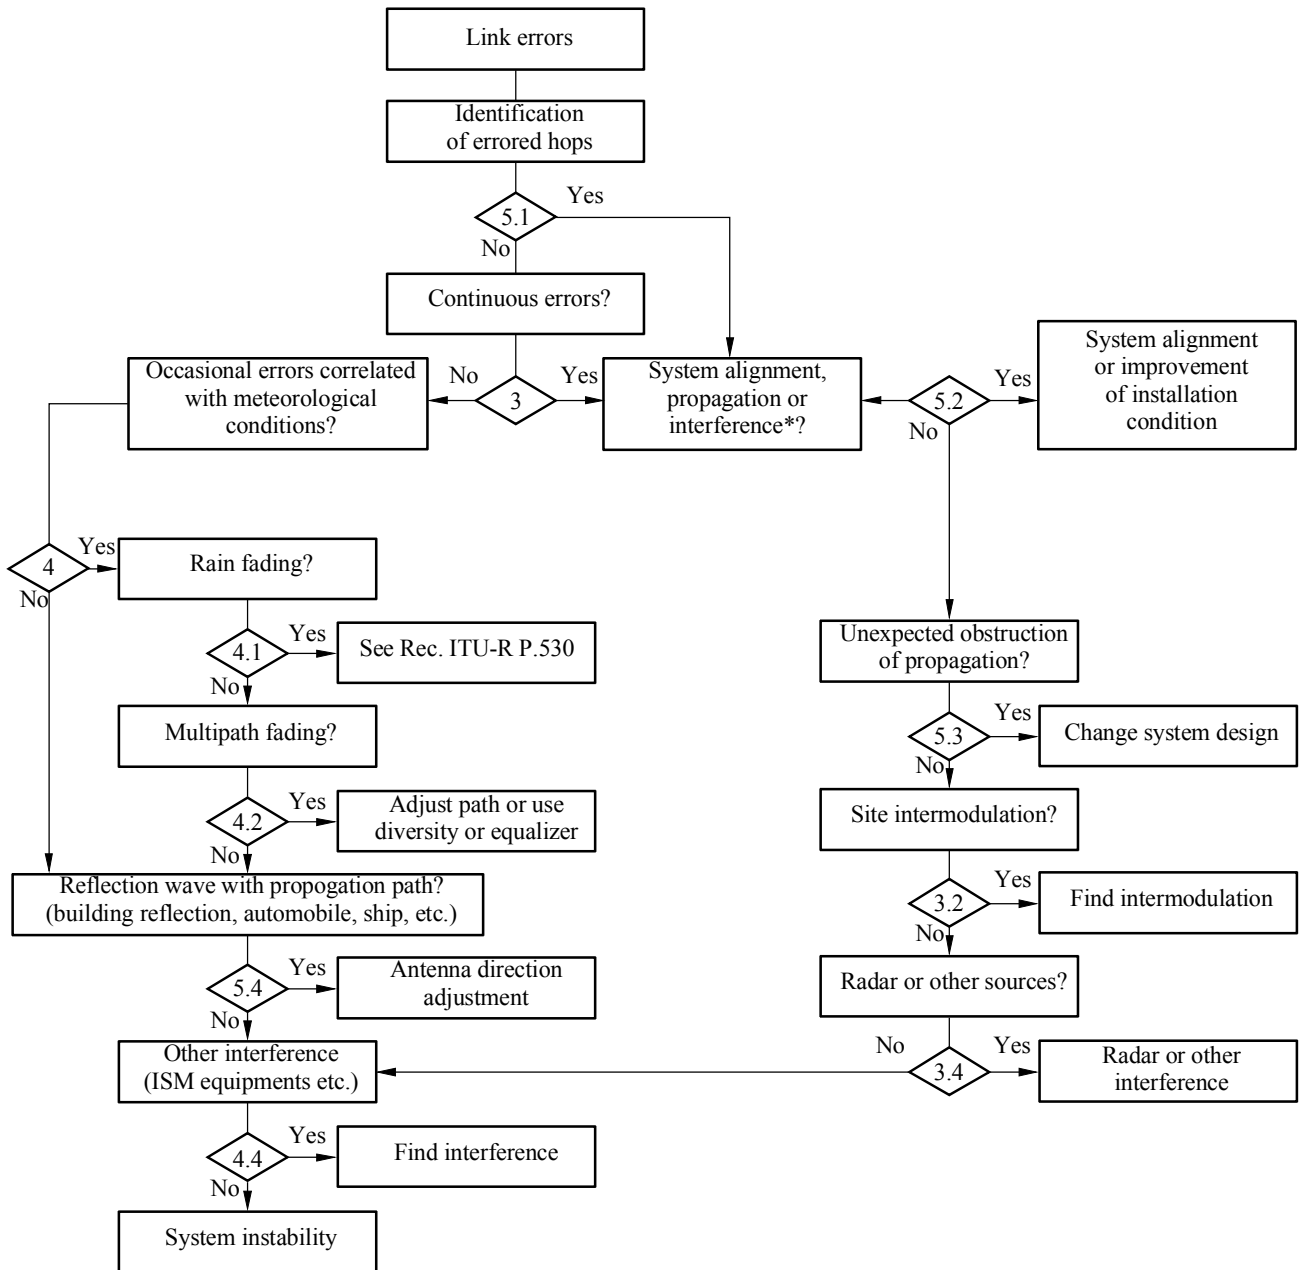 Link errors
Identification
of errored hops
Yes
5.1
No
Continuous errors?
Occasional errors correlated
with meteorological
conditions?
No
3
Yes
System alignment,
propagation or
interference*?
5.2
Yes
No
System alignment
or improvement
of installation
condition
4
Yes
No
Rain fading?
4.1
Yes
No
See Rec. ITU-R P.530
Multipath fading?
4.2
Yes
No
Adjust path or use
diversity or equalizer
Reflection wave with propogation path?
(building reflection, automobile, ship, etc.)
5.4
Yes
No
Antenna direction
adjustment
Other interference
(ISM equipments etc.)
4.4
Yes
No
Find interference
System instability
Unexpected obstruction
of propagation?
5.3
Yes
No
Change system design
Site intermodulation?
3.2
Yes
No
Find intermodulation
Radar or other sources?
No
3.4
Yes
Radar or other
interference